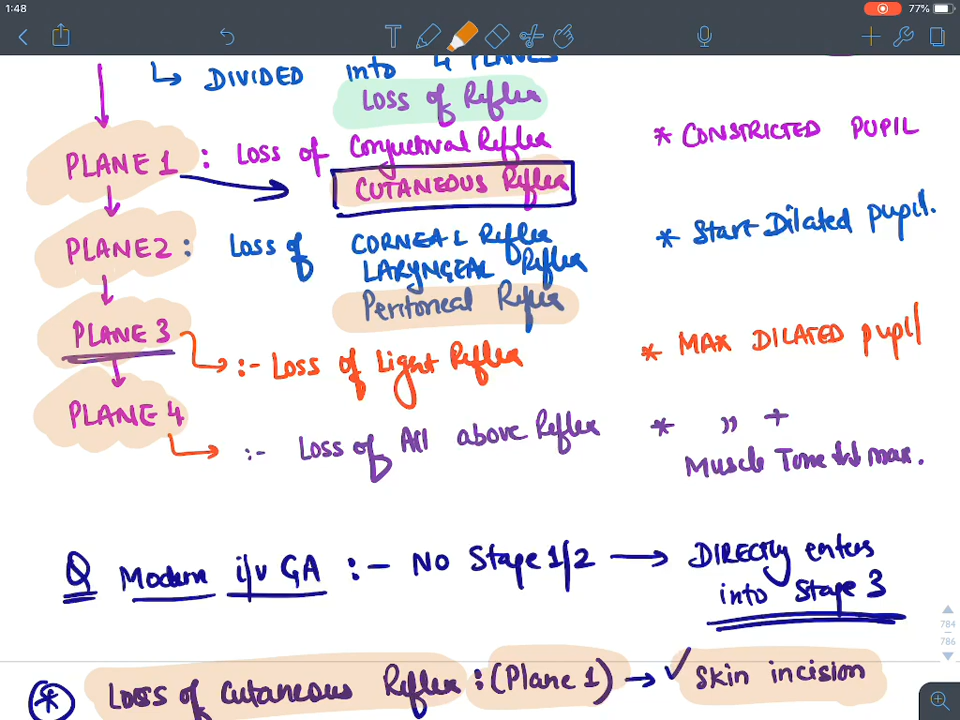 1:48
77%
T
↳ DIVIDED into 4 PLANES
Loss of Reflex
PLANE 1 : Loss of Conjuctival Reflex * CONSTRICTED PUPIL
CUTANEOUS Reflex
PLANE 2 : Loss of CORNEAL Reflex * Start Dilated pupil.
LARYNGEAL Reflex
Peritoneal Reflex
PLANE 3 :- Loss of Light Reflex * MAX DILATED pupil
PLANE 4 :- Loss of All above Reflex * ,, +
Muscle Tone ↓↓↓ max.
Q Modern i/v GA :- NO Stage 1/2 → DIRECTLY enters
into Stage 3
784
-
786
* Loss of cutaneous Reflex : (Plane 1) → ✓ Skin incision